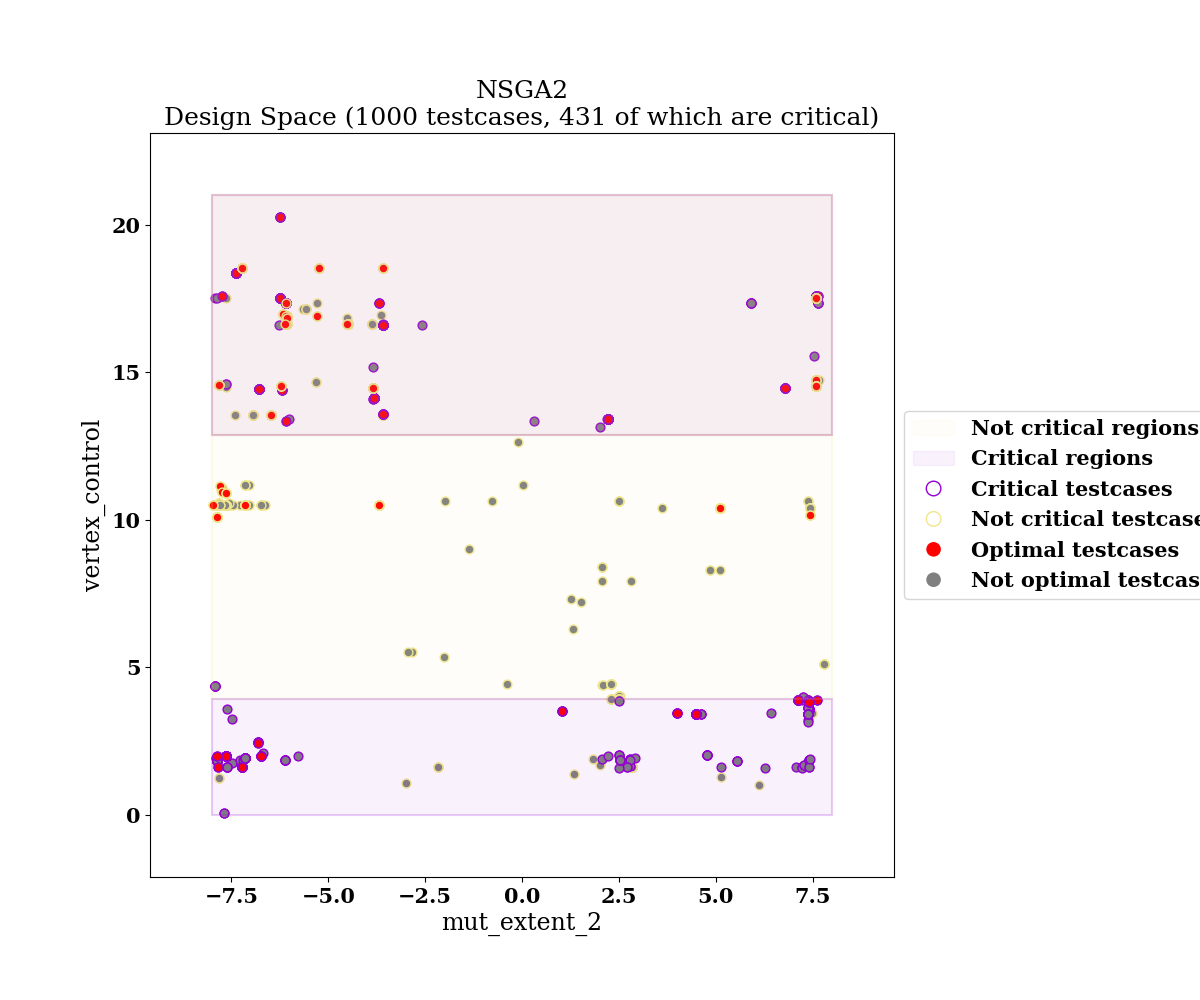 NSGA2
Design Space (1000 testcases, 431 of which are critical)
vertex_control
20
15
10
5
0
−7.5 −5.0 −2.5 0.0 2.5 5.0 7.5
mut_extent_2
Not critical regions
Critical regions
Critical testcases
Not critical testcase
Optimal testcases
Not optimal testcas